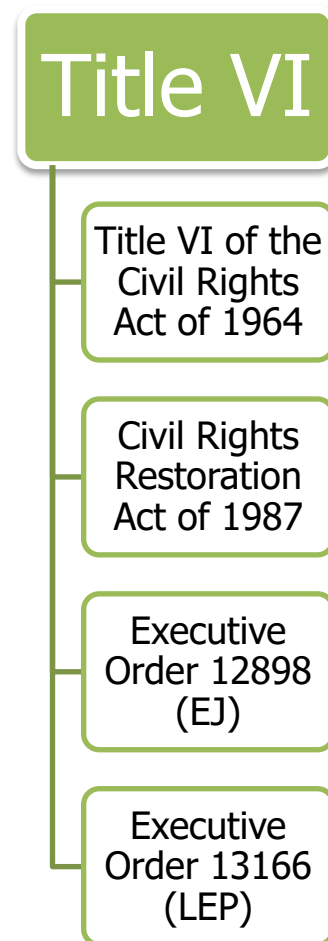 Title VI
Title VI of the
Civil Rights
Act of 1964
Civil Rights
Restoration
Act of 1987
Executive
Order 12898
(EJ)
Executive
Order 13166
(LEP)